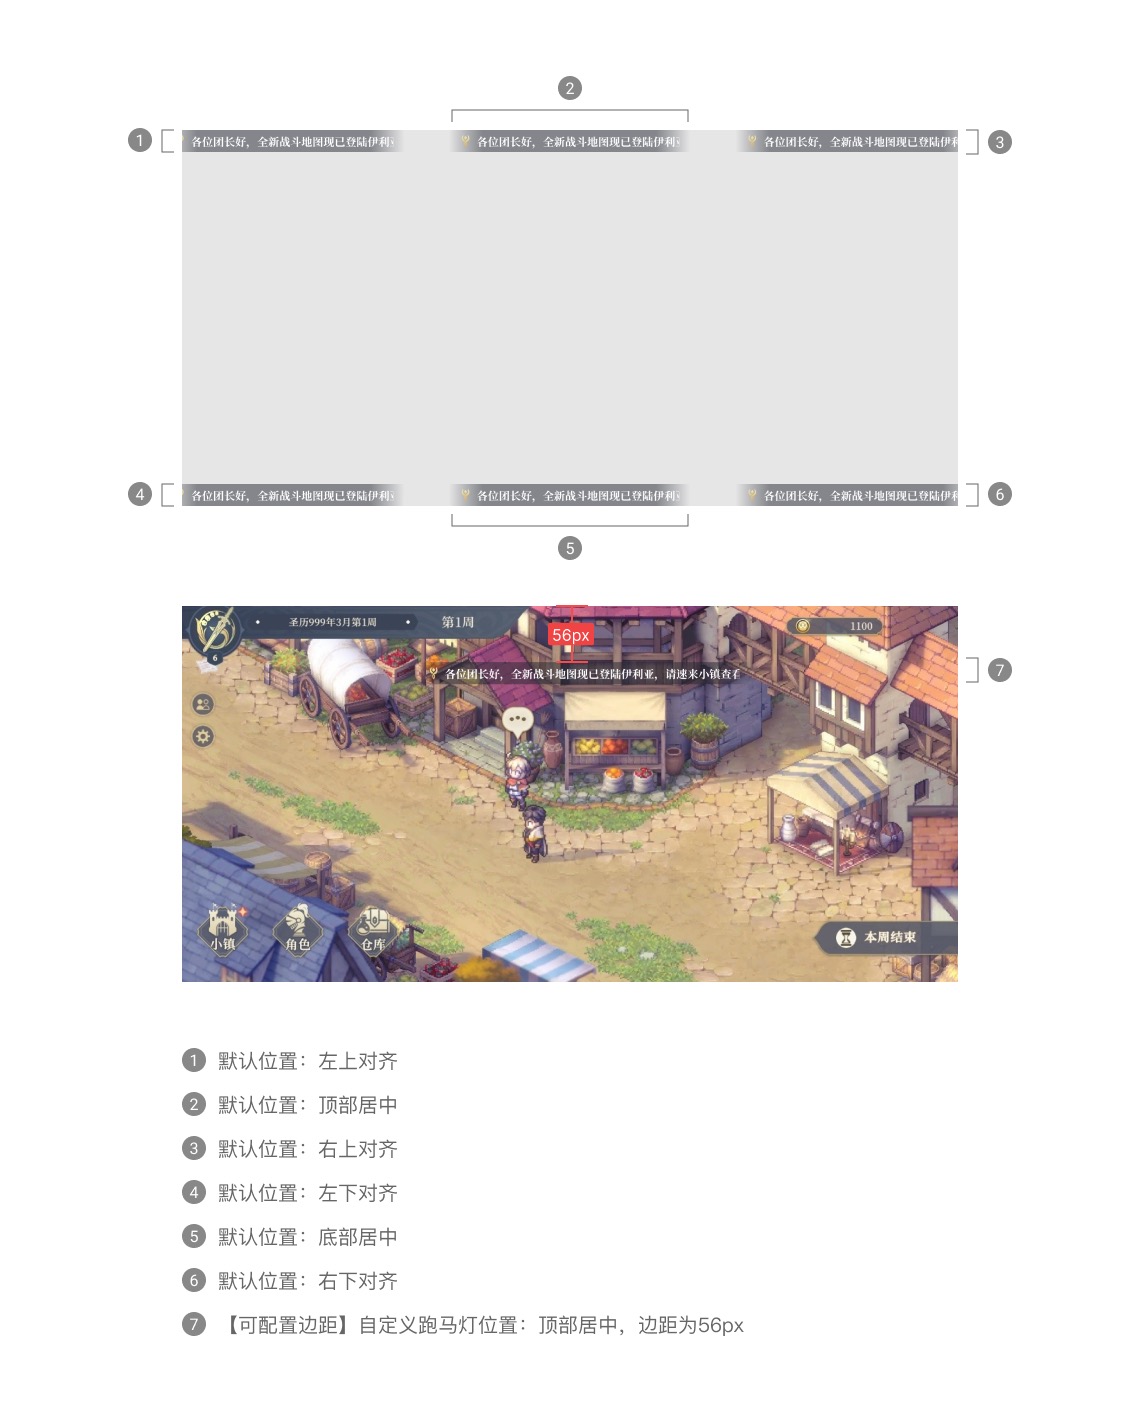 2
1
各位团长好，全新战斗地图现已登陆伊利
各位团长好，全新战斗地图现已登陆伊利
各位团长好，全新战斗地图现已登陆伊利
3
4
各位团长好，全新战斗地图现已登陆伊利
各位团长好，全新战斗地图现已登陆伊利
各位团长好，全新战斗地图现已登陆伊利
6
5
圣历999年3月第1周
第1周
56px
1100
6
各位团长好，全新战斗地图现已登陆伊利亚，请速来小镇查看
7
小镇
角色
仓库
本周结束
1 默认位置：左上对齐
2 默认位置：顶部居中
3 默认位置：右上对齐
4 默认位置：左下对齐
5 默认位置：底部居中
6 默认位置：右下对齐
7 【可配置边距】自定义跑马灯位置：顶部居中，边距为56px